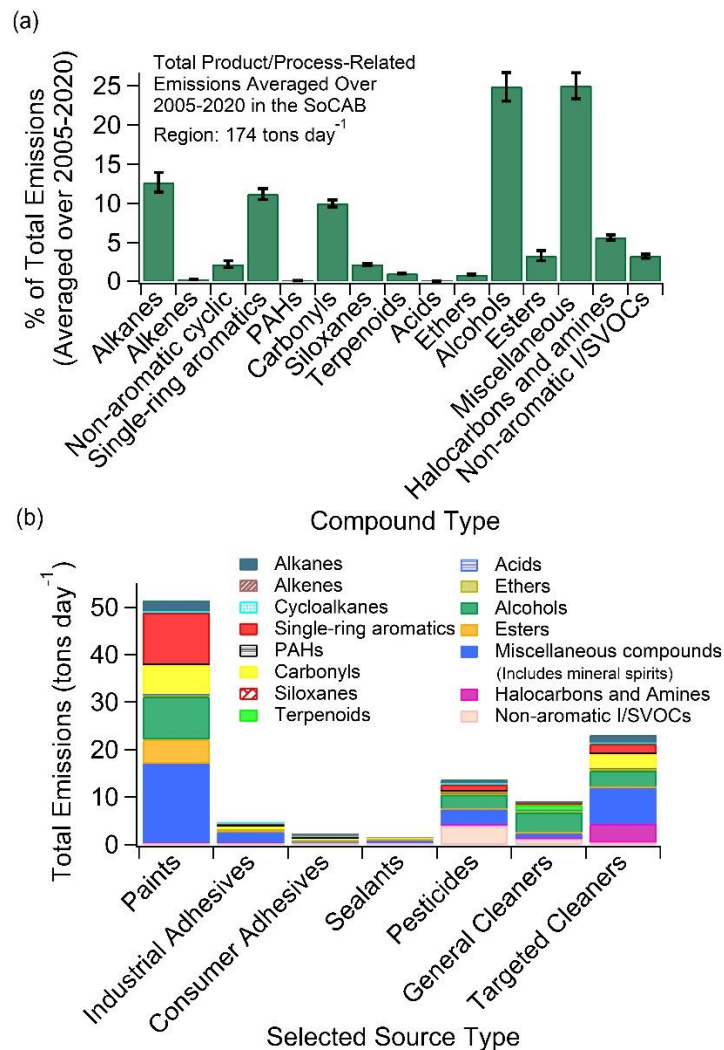 (a)
Total Product/Process-Related
Emissions Averaged Over
2005-2020 in the SoCAB
Region: 174 tons day⁻¹
% of Total Emissions
(Averaged over 2005-2020)
25
20
15
10
5
0
Alkanes
Alkenes
Non-aromatic cyclic
Single-ring aromatics
PAHs
Carbonyls
Siloxanes
Terpenoids
Acids
Ethers
Alcohols
Esters
Miscellaneous
Halocarbons and amines
Non-aromatic I/SVOCs
Compound Type
(b)
Alkanes
Alkenes
Cycloalkanes
Single-ring aromatics
PAHs
Carbonyls
Siloxanes
Terpenoids
Acids
Ethers
Alcohols
Esters
Miscellaneous compounds
(Includes mineral spirits)
Halocarbons and Amines
Non-aromatic I/SVOCs
Total Emissions (tons day⁻¹)
50
40
30
20
10
0
Paints
Industrial Adhesives
Consumer Adhesives
Sealants
Pesticides
General Cleaners
Targeted Cleaners
Selected Source Type